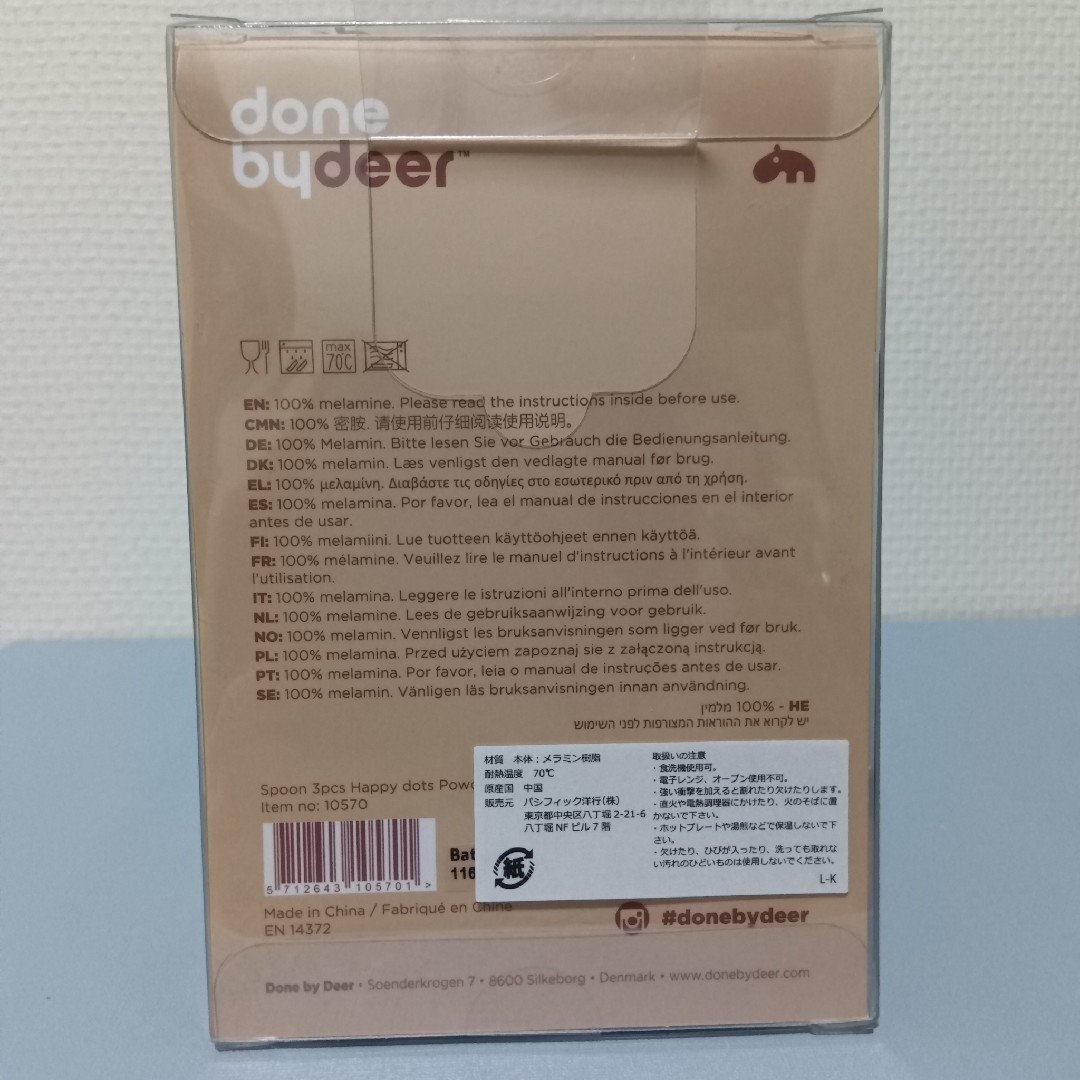 done
bydeer™
max
70°C
EN: 100% melamine. Please read the instructions inside before use.
CMN: 100% 密胺. 请使用前仔细阅读使用说明。
DE: 100% Melamin. Bitte lesen Sie vor Gebrauch die Bedienungsanleitung.
DK: 100% melamin. Læs venligst den vedlagte manual før brug.
EL: 100% μελαμίνη. Διαβάστε τις οδηγίες στο εσωτερικό πριν από τη χρήση.
ES: 100% melamina. Por favor, lea el manual de instrucciones en el interior
antes de usar.
FI: 100% melamiini. Lue tuotteen käyttöohjeet ennen käyttöä.
FR: 100% mélamine. Veuillez lire le manuel d'instructions à l'intérieur avant
l'utilisation.
IT: 100% melamina. Leggere le istruzioni all'interno prima dell'uso.
NL: 100% melamine. Lees de gebruiksaanwijzing voor gebruik.
NO: 100% melamin. Vennligst les bruksanvisningen som ligger ved før bruk.
PL: 100% melamina. Przed użyciem zapoznaj sie z załączoną instrukcją.
PT: 100% melamina. Por favor, leia o manual de instruções antes de usar.
SE: 100% melamin. Vänligen läs bruksanvisningen innan användning.
HE - 100% מלמין
יש לקרוא את ההוראות המצורפות לפני השימוש
Spoon 3pcs Happy dots
Item no: 10570
5 712643 105701 >
Made in China / Fabriqué en Chine
EN 14372
材質 本体：メラミン樹脂
耐熱温度 70℃
原産国 中国
販売元 パシフィック洋行(株)
東京都中央区八丁堀2-21-6
八丁堀NFビル7階
紙
取扱いの注意
・食洗機使用可。
・電子レンジ、オーブン使用不可。
・強い衝撃を加えると割れたり欠けたりします。
・直火や電熱調理器にかけたり、火のそばに置
かないで下さい。
・ホットプレートや湯煎などで保温しないで下
さい。
・欠けたり、ひびが入ったり、洗っても取れな
い汚れのひどいものは使用しないでください。
L-K
#donebydeer
Done by Deer • Soenderkrogen 7 • 8600 Silkeborg • Denmark • www.donebydeer.com